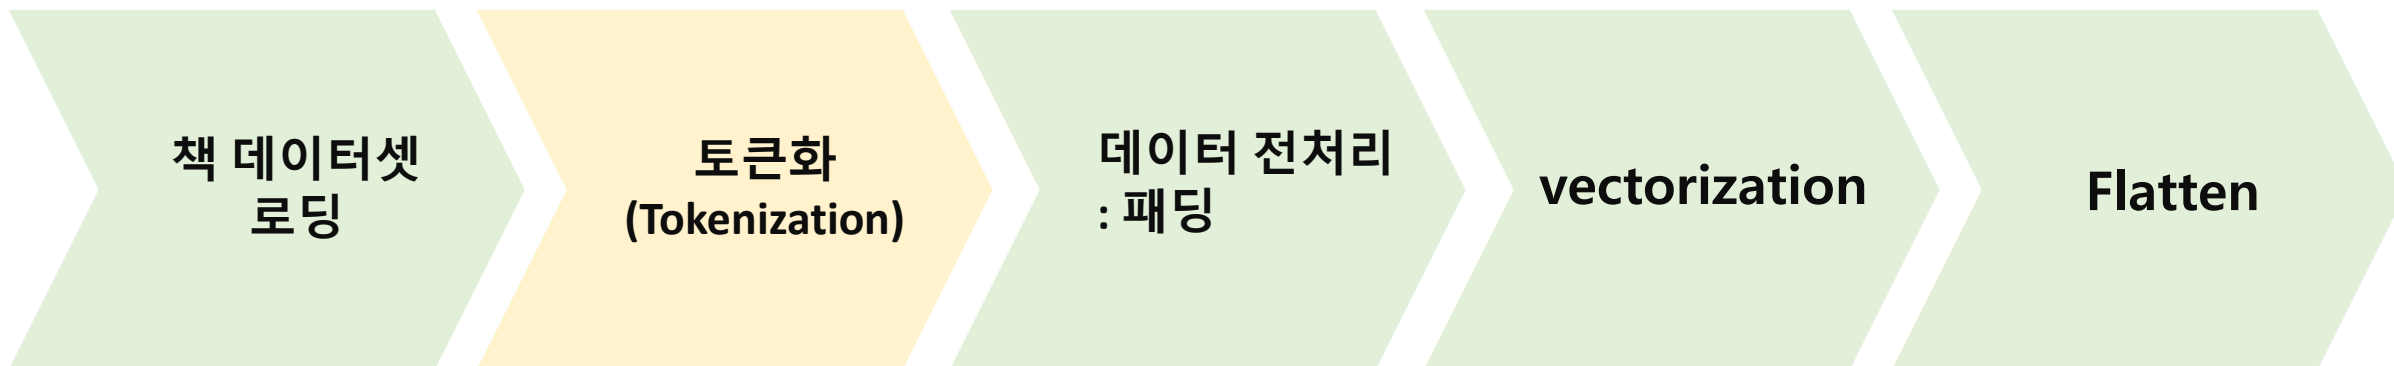 책 데이터셋
로딩
토큰화
(Tokenization)
데이터 전처리
: 패딩
vectorization
Flatten